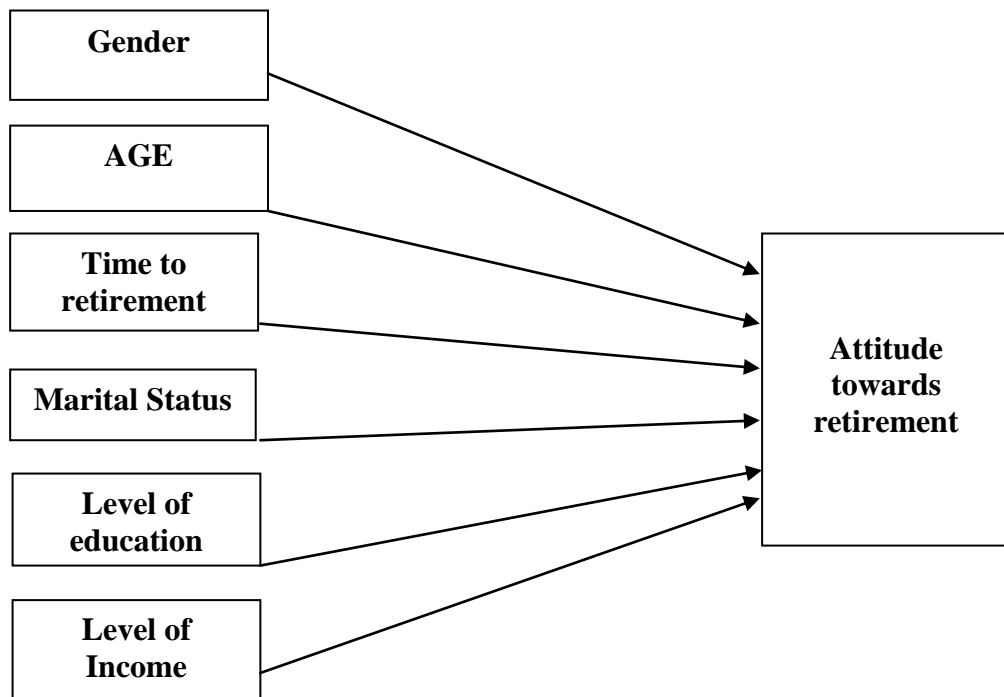 Gender
AGE
Time to
retirement
Marital Status
Level of
education
Level of
Income
Attitude
towards
retirement